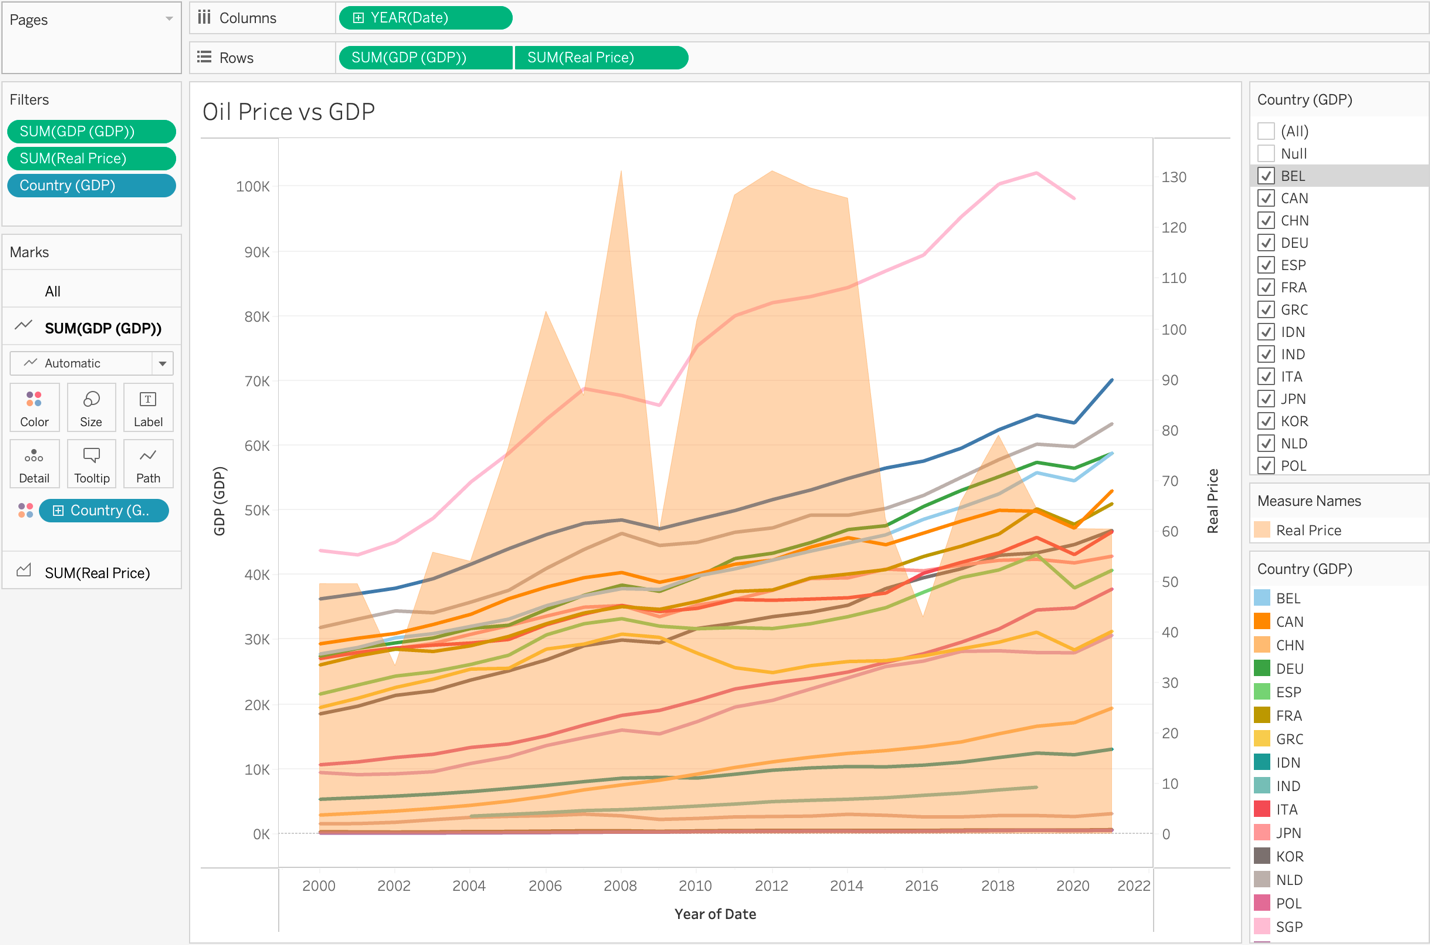 Pages
Columns
YEAR(Date)
Rows
SUM(GDP (GDP))
SUM(Real Price)
Filters
SUM(GDP (GDP))
SUM(Real Price)
Country (GDP)
Marks
All
SUM(GDP (GDP))
Automatic
Color
Size
Label
Detail
Tooltip
Path
Country (G..
SUM(Real Price)
Oil Price vs GDP
GDP (GDP)
100K
90K
80K
70K
60K
50K
40K
30K
20K
10K
0K
130
120
110
100
90
80
70
60
50
40
30
20
10
0
Real Price
2000
2002
2004
2006
2008
2010
2012
2014
2016
2018
2020
2022
Year of Date
Country (GDP)
(All)
Null
BEL
CAN
CHN
DEU
ESP
FRA
GRC
IDN
IND
ITA
JPN
KOR
NLD
POL
Measure Names
Real Price
Country (GDP)
BEL
CAN
CHN
DEU
ESP
FRA
GRC
IDN
IND
ITA
JPN
KOR
NLD
POL
SGP